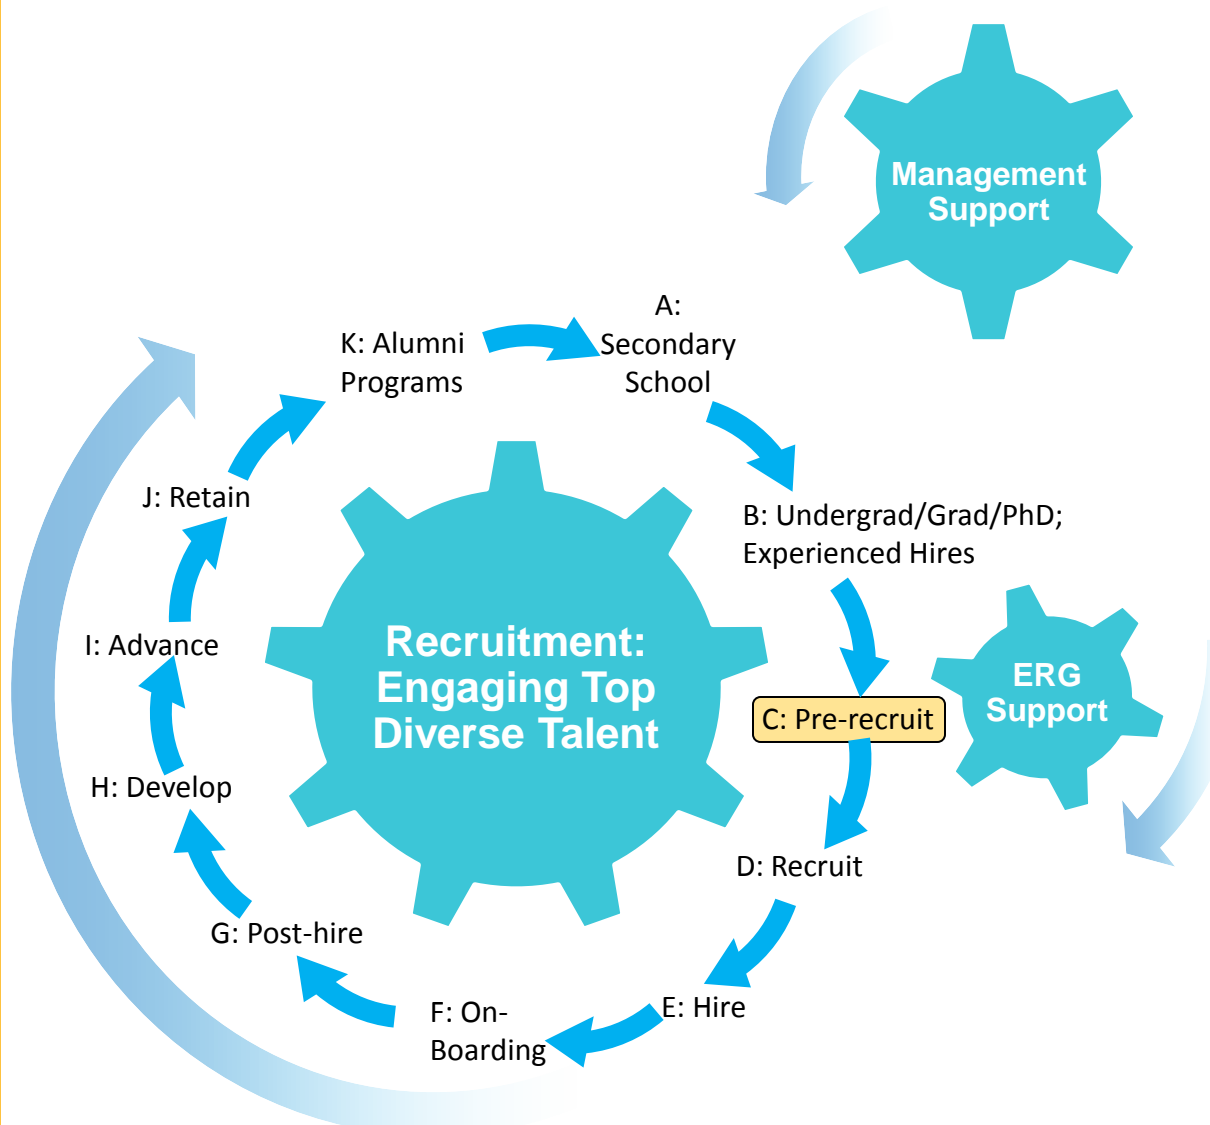 Management
Support
A:
Secondary
School
K: Alumni
Programs
J: Retain
B: Undergrad/Grad/PhD;
Experienced Hires
Recruitment:
Engaging Top
Diverse Talent
I: Advance
ERG
Support
C: Pre-recruit
H: Develop
D: Recruit
G: Post-hire
E: Hire
F: On-
Boarding